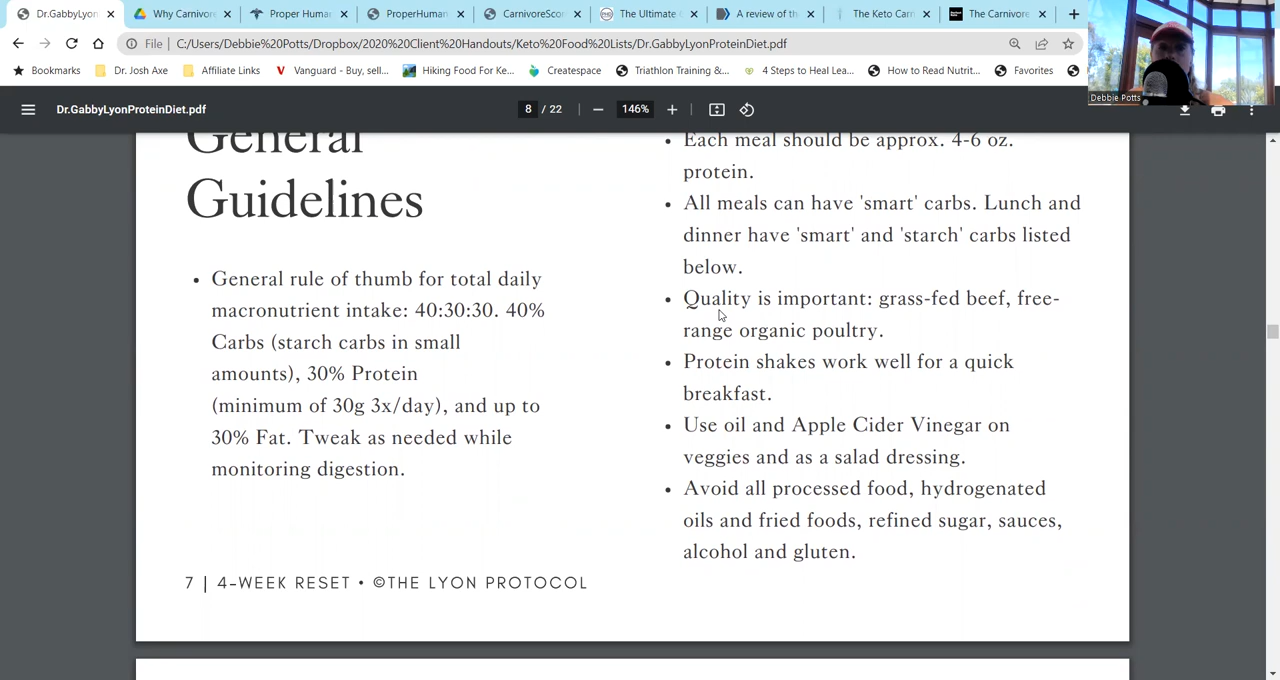 Dr.GabbyLyon
Why Carnivore
Proper Human
ProperHuman
CarnivoreScor
The Ultimate
A review of th
The Keto Carn
The Carnivore
File | C:/Users/Debbie%20Potts/Dropbox/2020%20Client%20Handouts/Keto%20Food%20Lists/Dr.GabbyLyonProteinDiet.pdf
Bookmarks
Dr. Josh Axe
Affiliate Links
Vanguard - Buy, sell...
Hiking Food For Ke...
Createspace
Triathlon Training &...
4 Steps to Heal Lea...
How to Read Nutrit...
Favorites
Debbie Potts
Dr.GabbyLyonProteinDiet.pdf
8 / 22
146%
General
Guidelines
• General rule of thumb for total daily
macronutrient intake: 40:30:30. 40%
Carbs (starch carbs in small
amounts), 30% Protein
(minimum of 30g 3x/day), and up to
30% Fat. Tweak as needed while
monitoring digestion.
• Each meal should be approx. 4-6 oz.
protein.
• All meals can have 'smart' carbs. Lunch and
dinner have 'smart' and 'starch' carbs listed
below.
• Quality is important: grass-fed beef, free-
range organic poultry.
• Protein shakes work well for a quick
breakfast.
• Use oil and Apple Cider Vinegar on
veggies and as a salad dressing.
• Avoid all processed food, hydrogenated
oils and fried foods, refined sugar, sauces,
alcohol and gluten.
7 | 4-WEEK RESET • ©THE LYON PROTOCOL